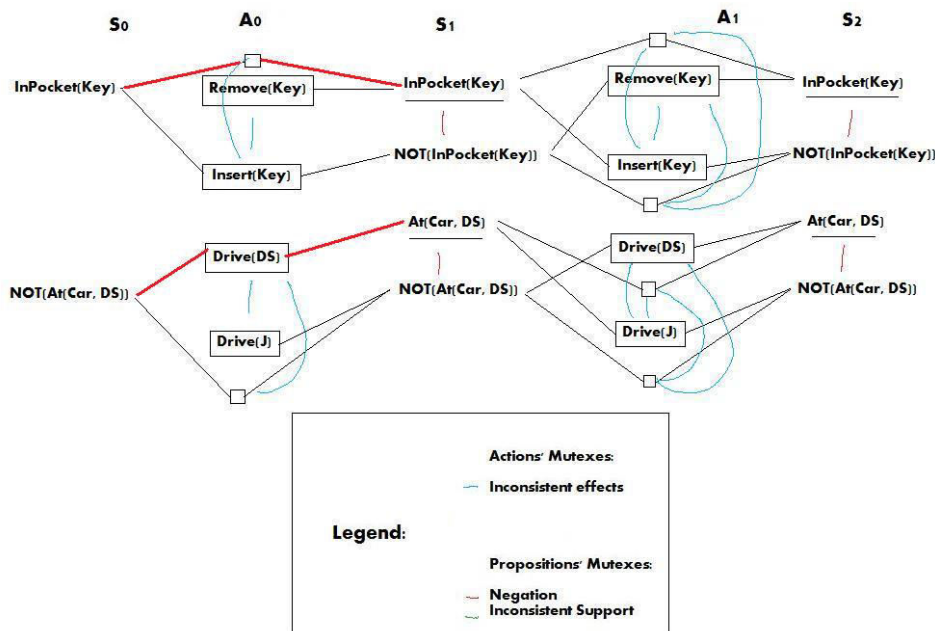 S0 A0 S1 A1 S2
InPocket(Key)
Remove(Key)
InPocket(Key)
Remove(Key)
InPocket(Key)
Insert(Key)
NOT(InPocket(Key))
Insert(Key)
NOT(InPocket(Key))
At(Car, DS)
At(Car, DS)
Drive(DS)
Drive(DS)
NOT(At(Car, DS))
NOT(At(Car, DS))
NOT(At(Car, DS))
Drive(J)
Drive(J)
Actions' Mutexes:
Inconsistent effects
Legend:
Propositions' Mutexes:
Negation
Inconsistent Support